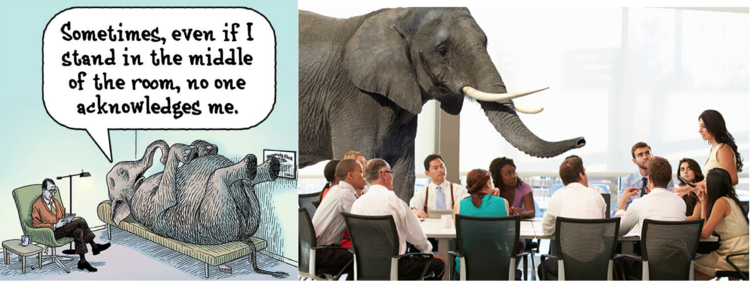 Sometimes, even if I
stand in the middle
of the room, no one
acknowledges me.